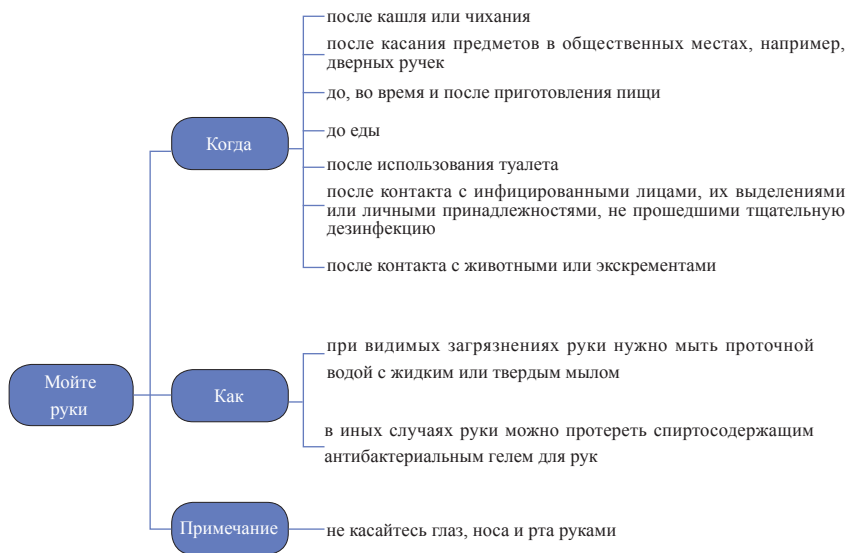 после кашля или чихания
после касания предметов в общественных местах, например,
дверных ручек
до, во время и после приготовления пищи
Когда
до еды
после использования туалета
после контакта с инфицированными лицами, их выделениями
или личными принадлежностями, не прошедшими тщательную
дезинфекцию
после контакта с животными или экскрементами
Мойте
руки
при видимых загрязнениях руки нужно мыть проточной
водой с жидким или твердым мылом
Как
в иных случаях руки можно протереть спиртосодержащим
антибактериальным гелем для рук
Примечание
не касайтесь глаз, носа и рта руками